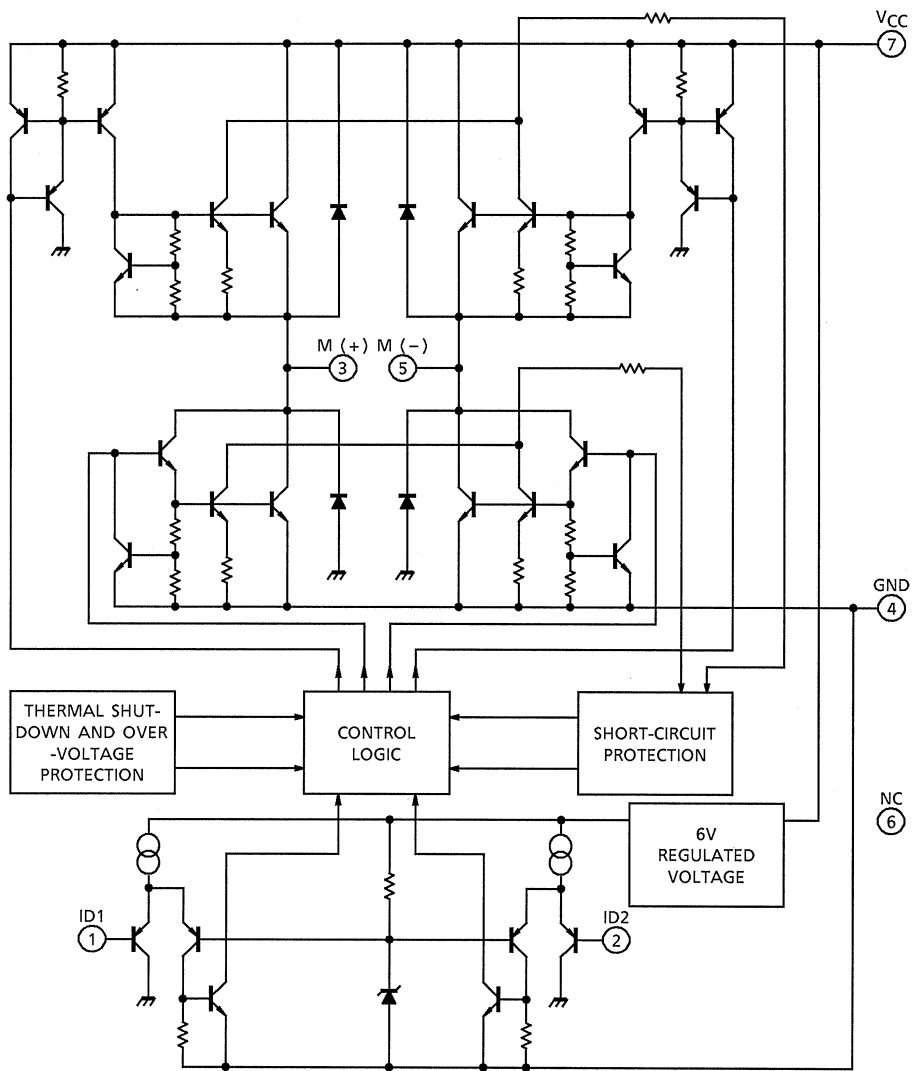 VCC
7
M (+)
M (−)
3
5
GND
4
THERMAL SHUT-
DOWN AND OVER
-VOLTAGE
PROTECTION
CONTROL
LOGIC
SHORT-CIRCUIT
PROTECTION
NC
6
6V
REGULATED
VOLTAGE
ID1
1
ID2
2